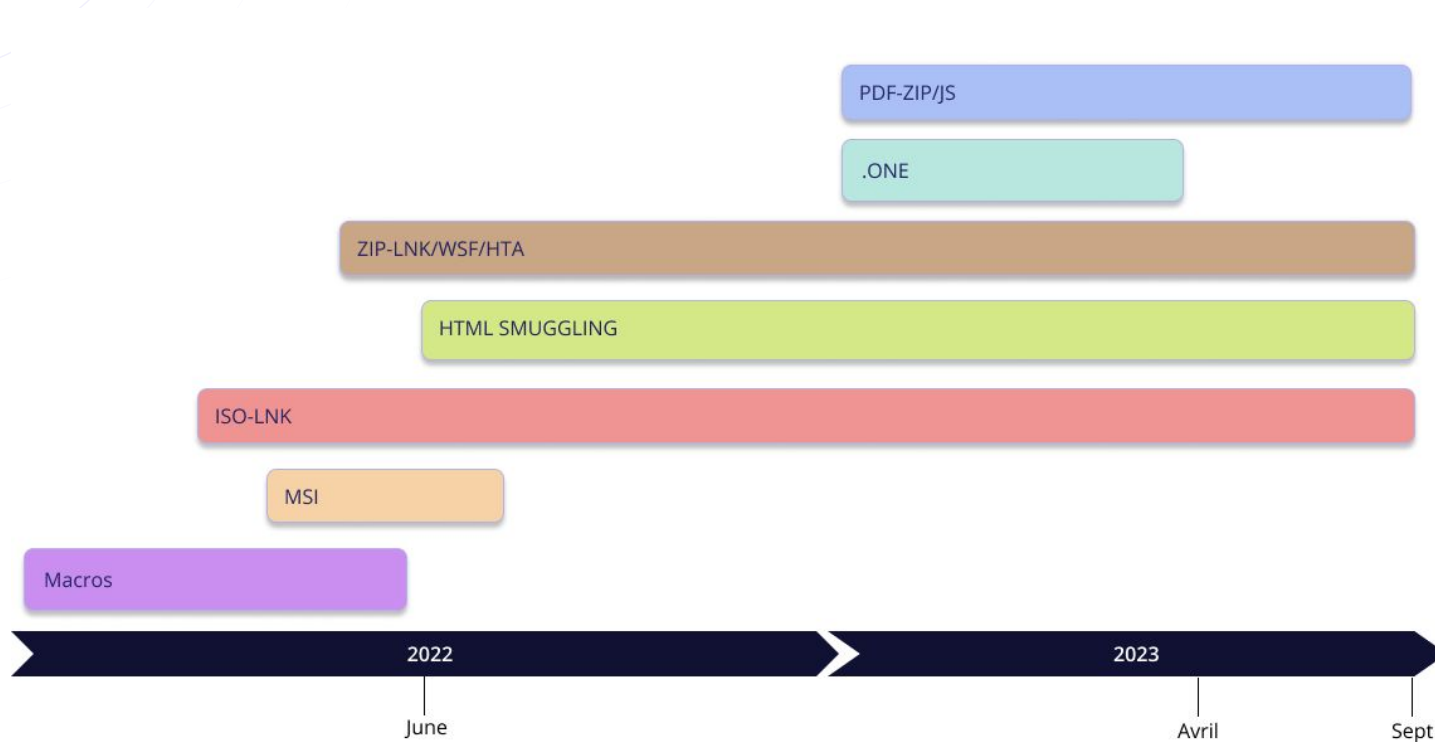 PDF-ZIP/JS
.ONE
ZIP-LNK/WSF/HTA
HTML SMUGGLING
ISO-LNK
MSI
Macros
2022
2023
June
Avril
Sept